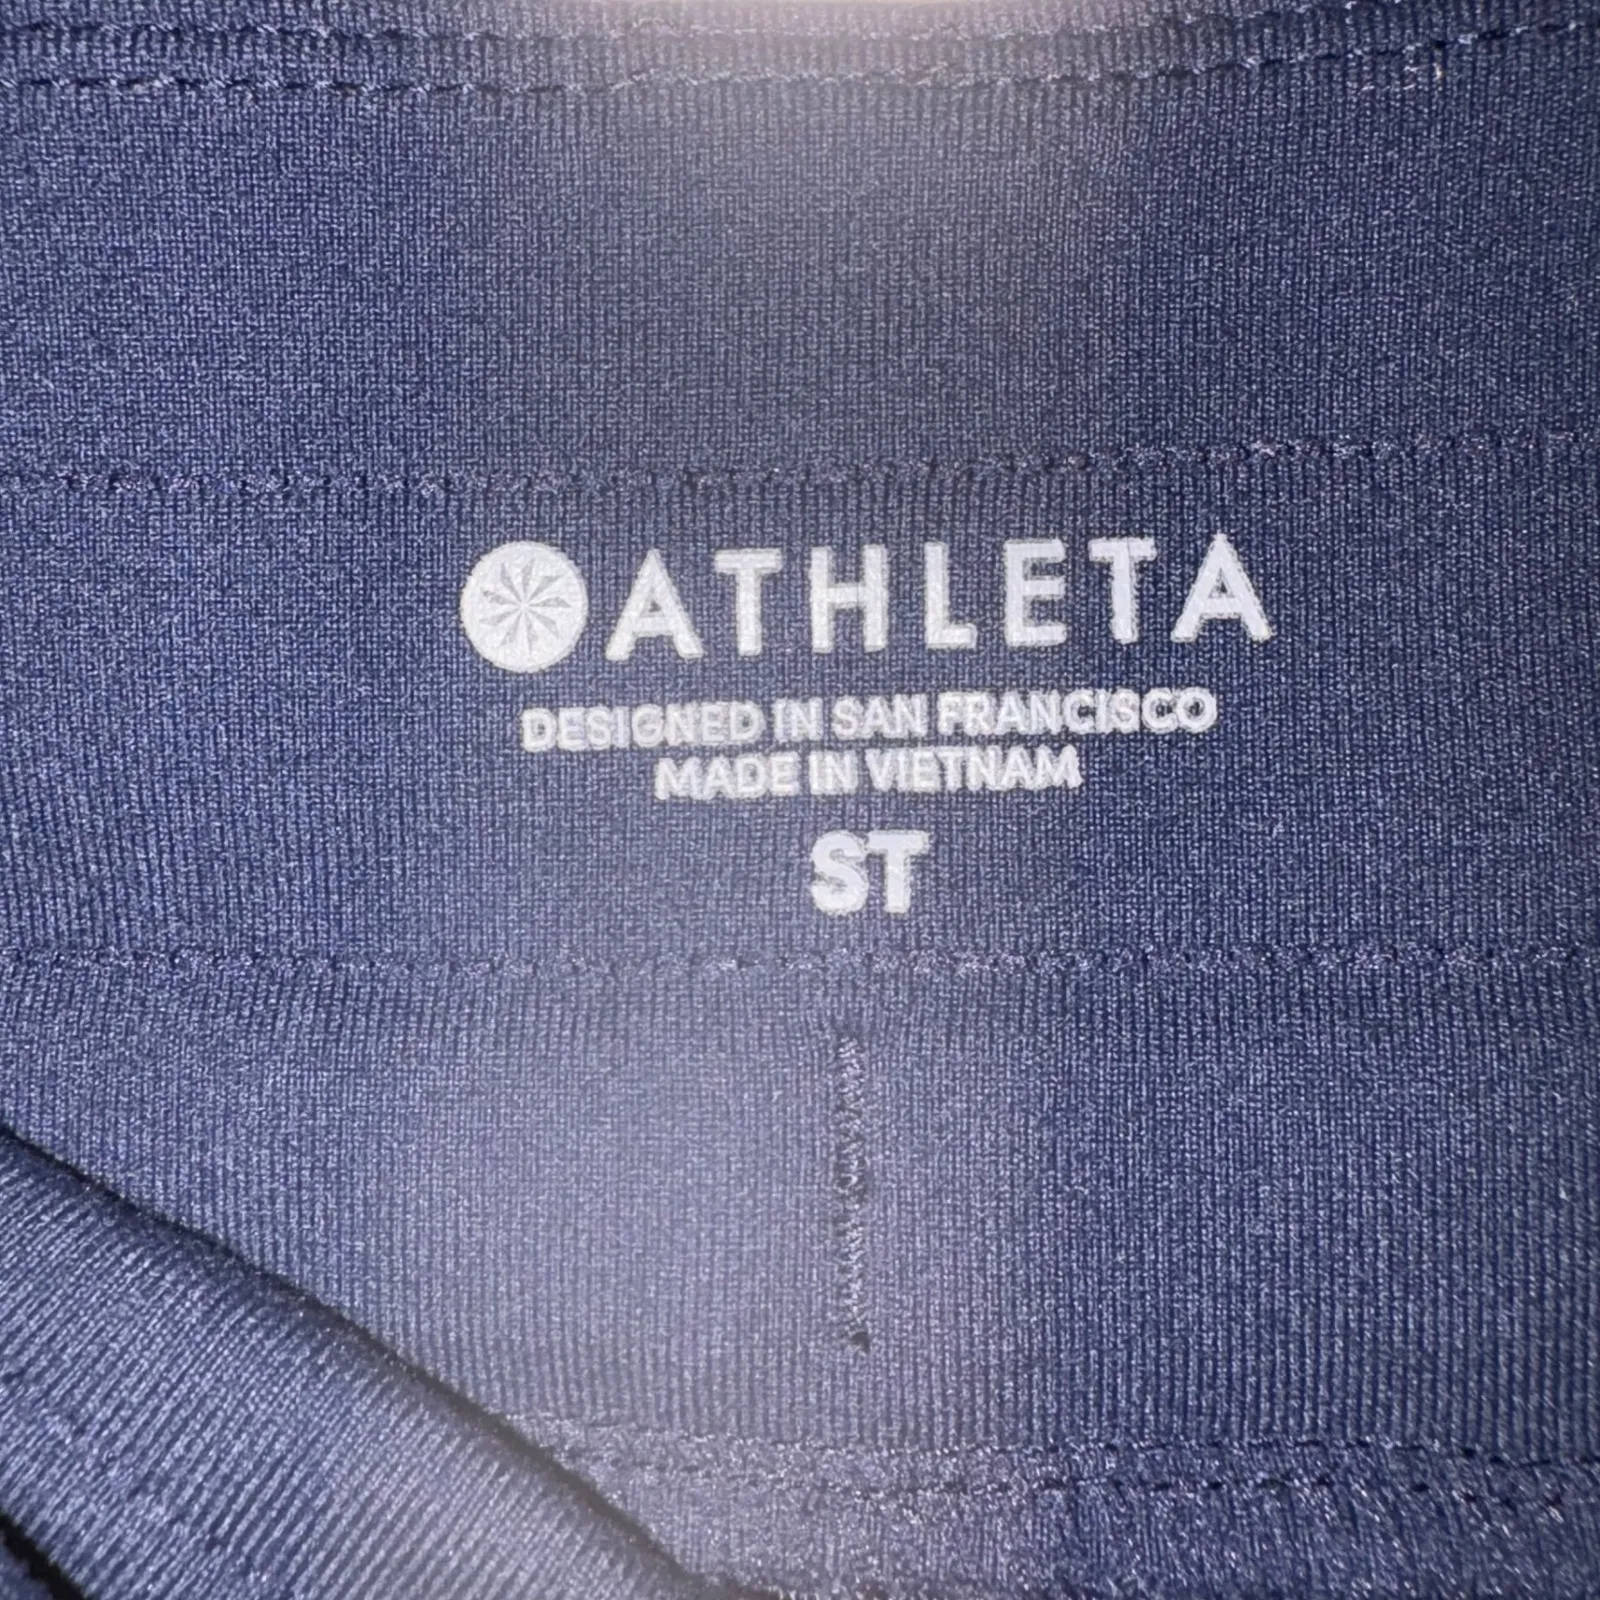 ATHLETA
DESIGNED IN SAN FRANCISCO
MADE IN VIETNAM
ST